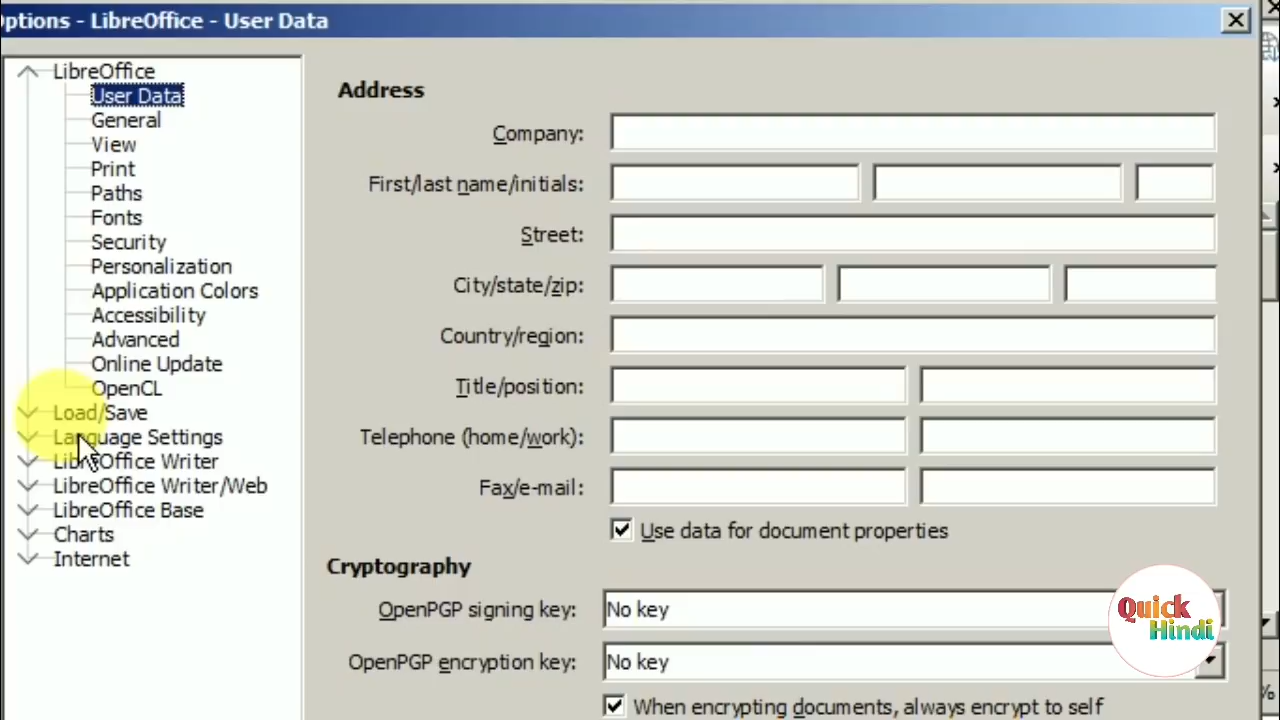 Options - LibreOffice - User Data
LibreOffice
User Data
General
View
Print
Paths
Fonts
Security
Personalization
Application Colors
Accessibility
Advanced
Online Update
OpenCL
Load/Save
Language Settings
LibreOffice Writer
LibreOffice Writer/Web
LibreOffice Base
Charts
Internet
Address
Company:
First/last name/initials:
Street:
City/state/zip:
Country/region:
Title/position:
Telephone (home/work):
Fax/e-mail:
Use data for document properties
Cryptography
OpenPGP signing key: No key
OpenPGP encryption key: No key
When encrypting documents, always encrypt to self
Quick
Hindi
%